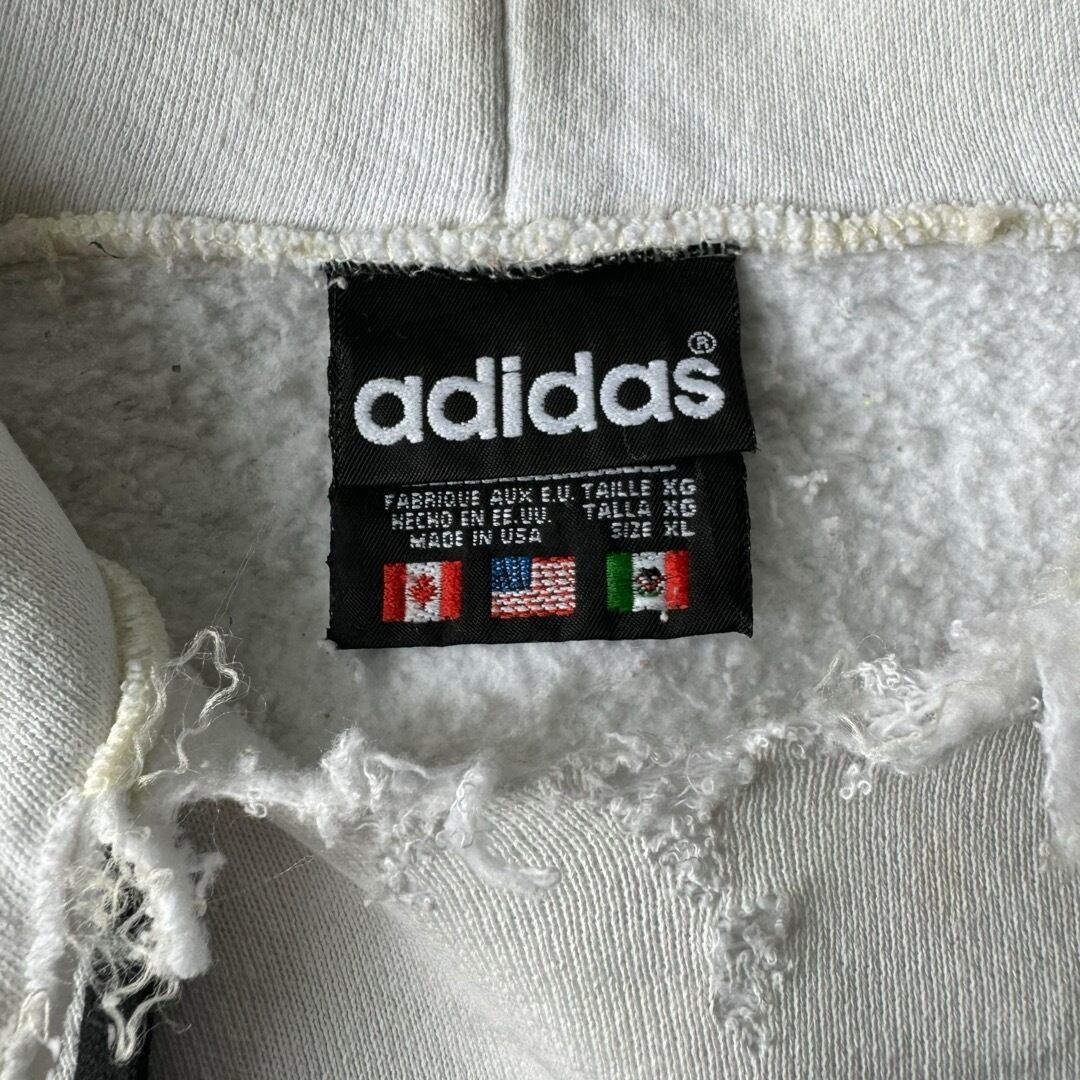 adidas®
FABRIQUE AUX E.U. TAILLE XG
HECHO EN EE.UU. TALLA XG
MADE IN USA SIZE XL